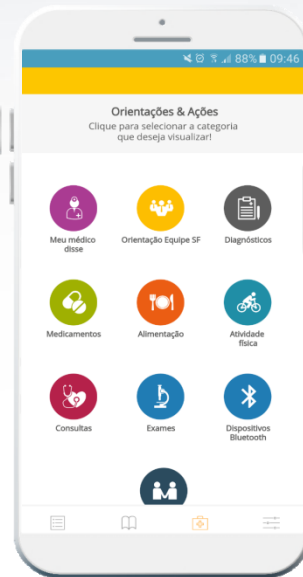 88% 09:46
Orientações & Ações
Clique para selecionar a categoria
que deseja visualizar!
Meu médico
disse
Orientação Equipe SF
Diagnósticos
Medicamentos
Alimentação
Atividade
física
Consultas
Exames
Dispositivos
Bluetooth